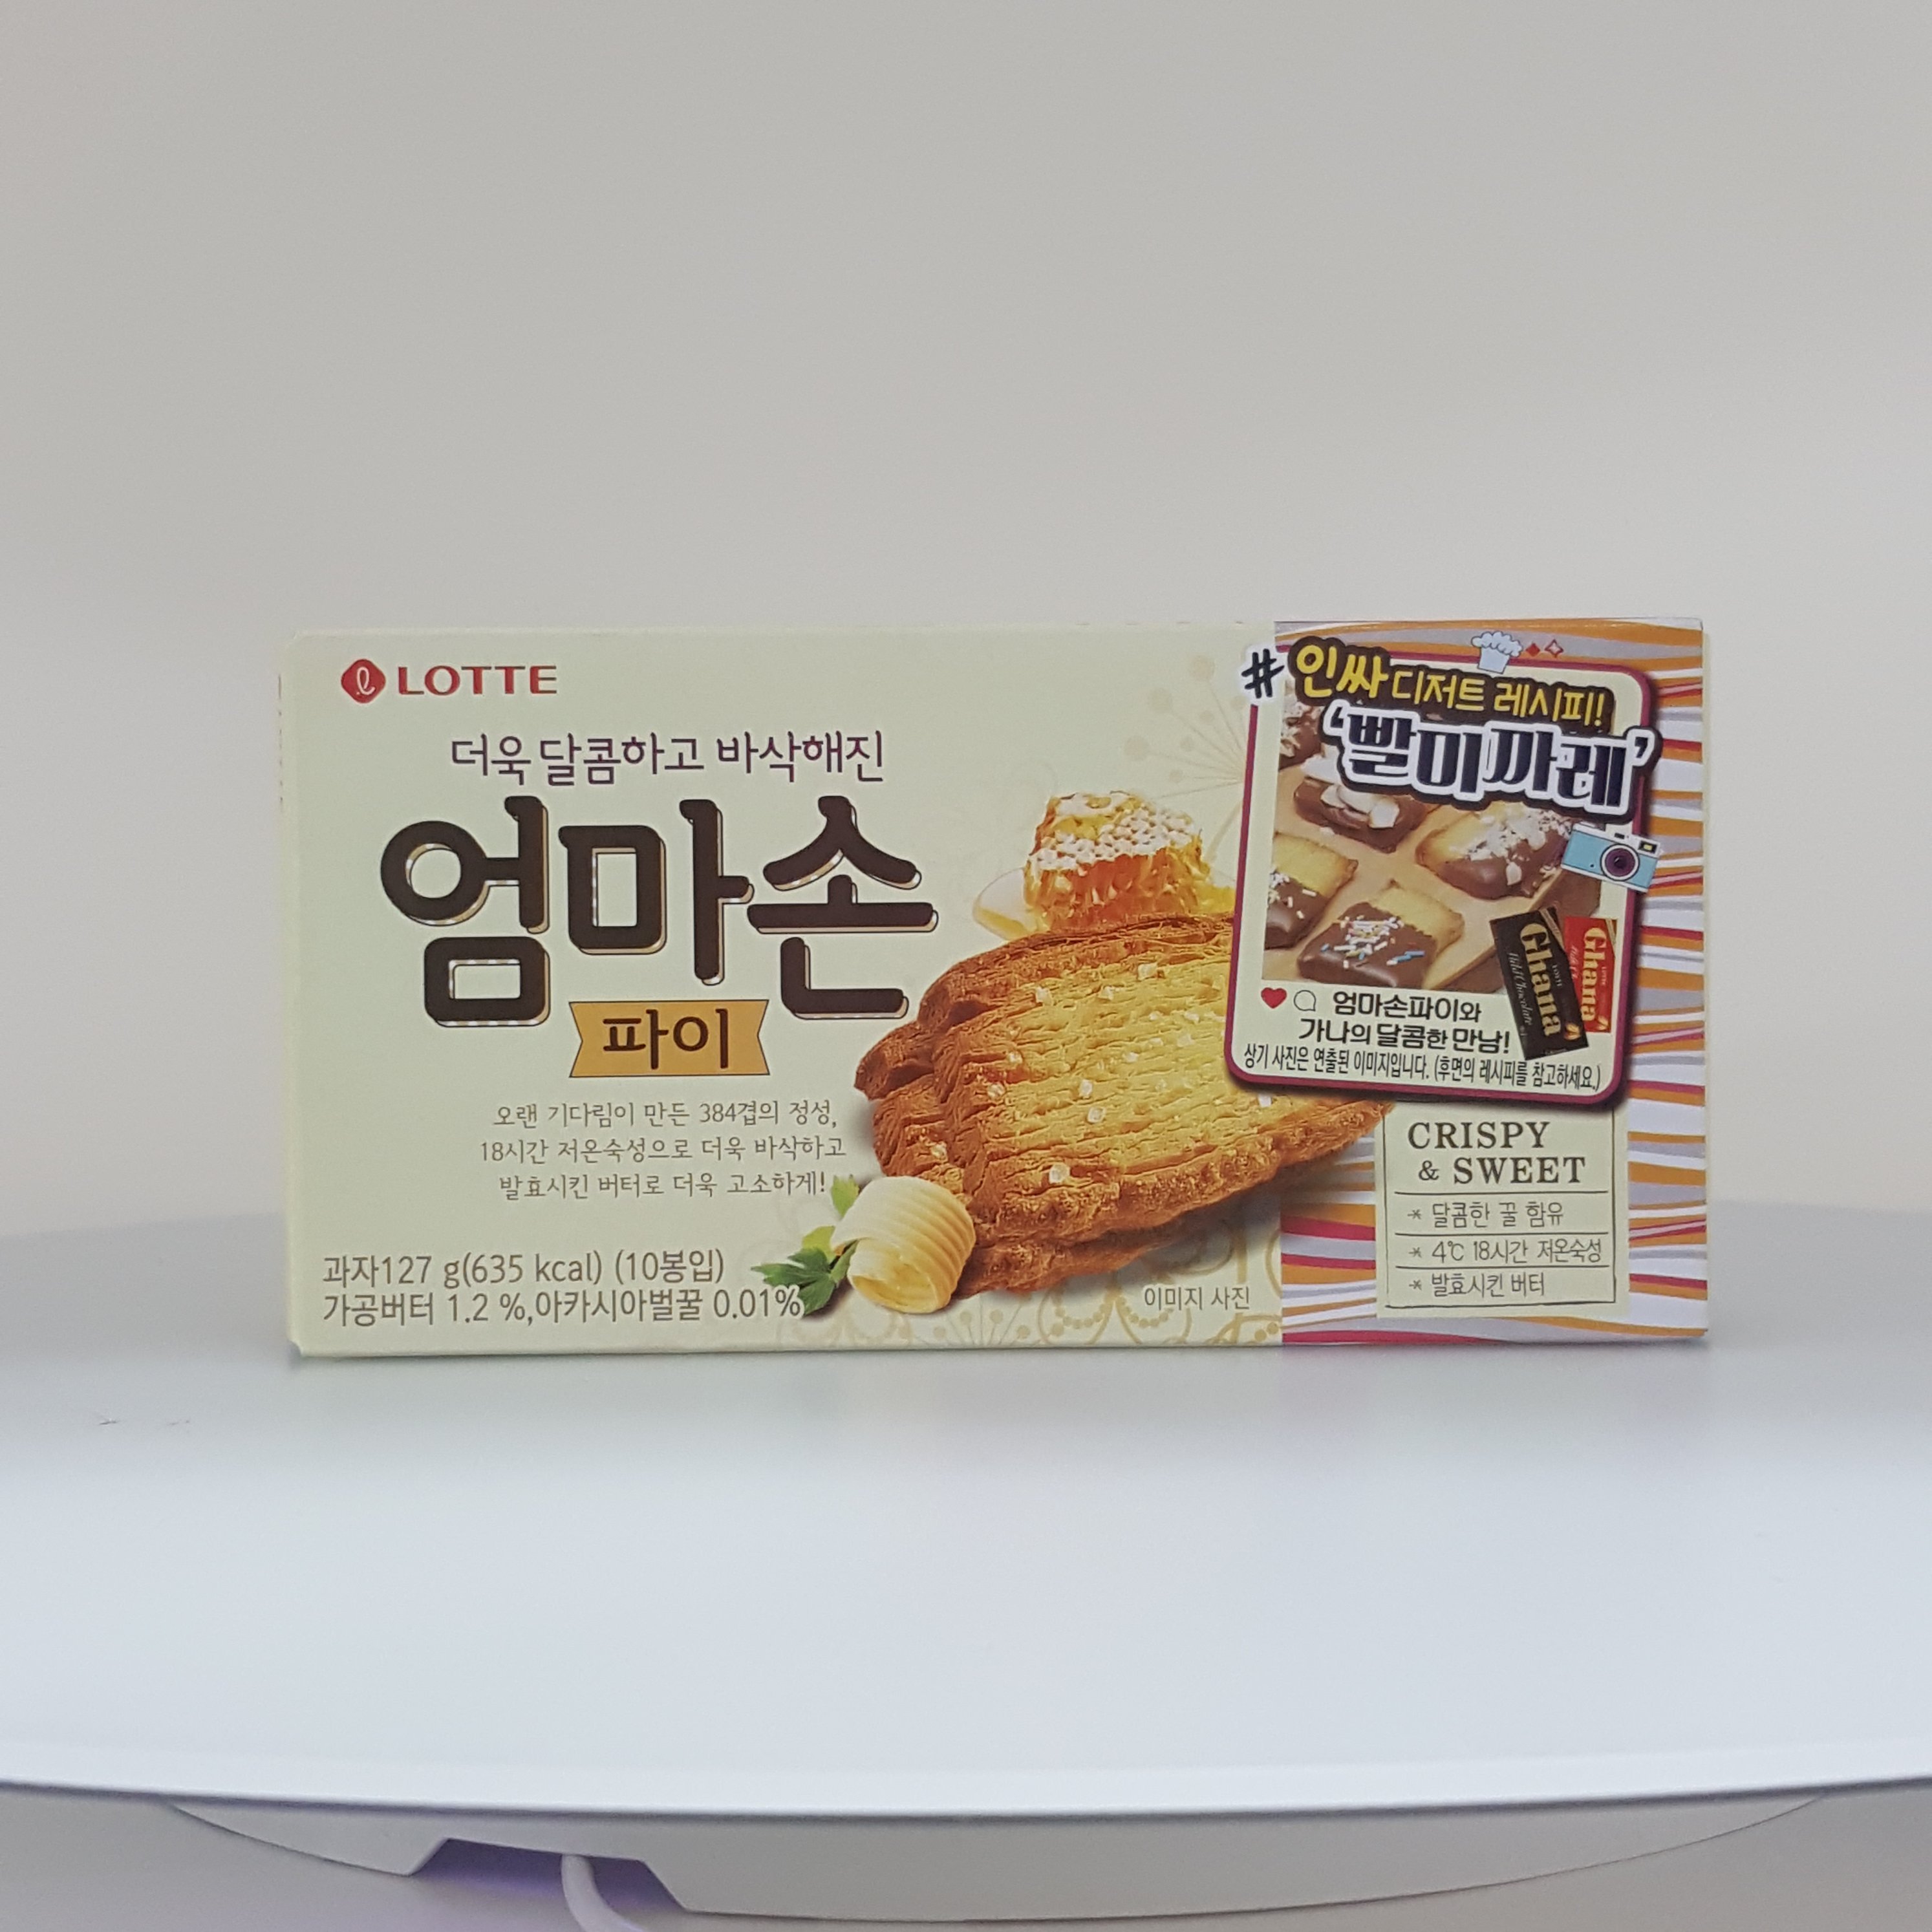 LOTTE
더욱 달콤하고 바삭해진
엄마손
파이
오랜 기다림이 만든 384겹의 정성,
18시간 저온숙성으로 더욱 바삭하고
발효시킨 버터로 더욱 고소하게!
과자127 g(635 kcal) (10봉입)
가공버터 1.2 %,아카시아벌꿀 0.01%
이미지 사진
#인싸 디저트 레시피!
'빨미까레'
Ghana
Ghana
엄마손파이와
가나의 달콤한 만남!
상기 사진은 연출된 이미지입니다. (후면의 레시피를 참고하세요.)
CRISPY
& SWEET
* 달콤한 꿀 함유
* 4℃ 18시간 저온숙성
* 발효시킨 버터